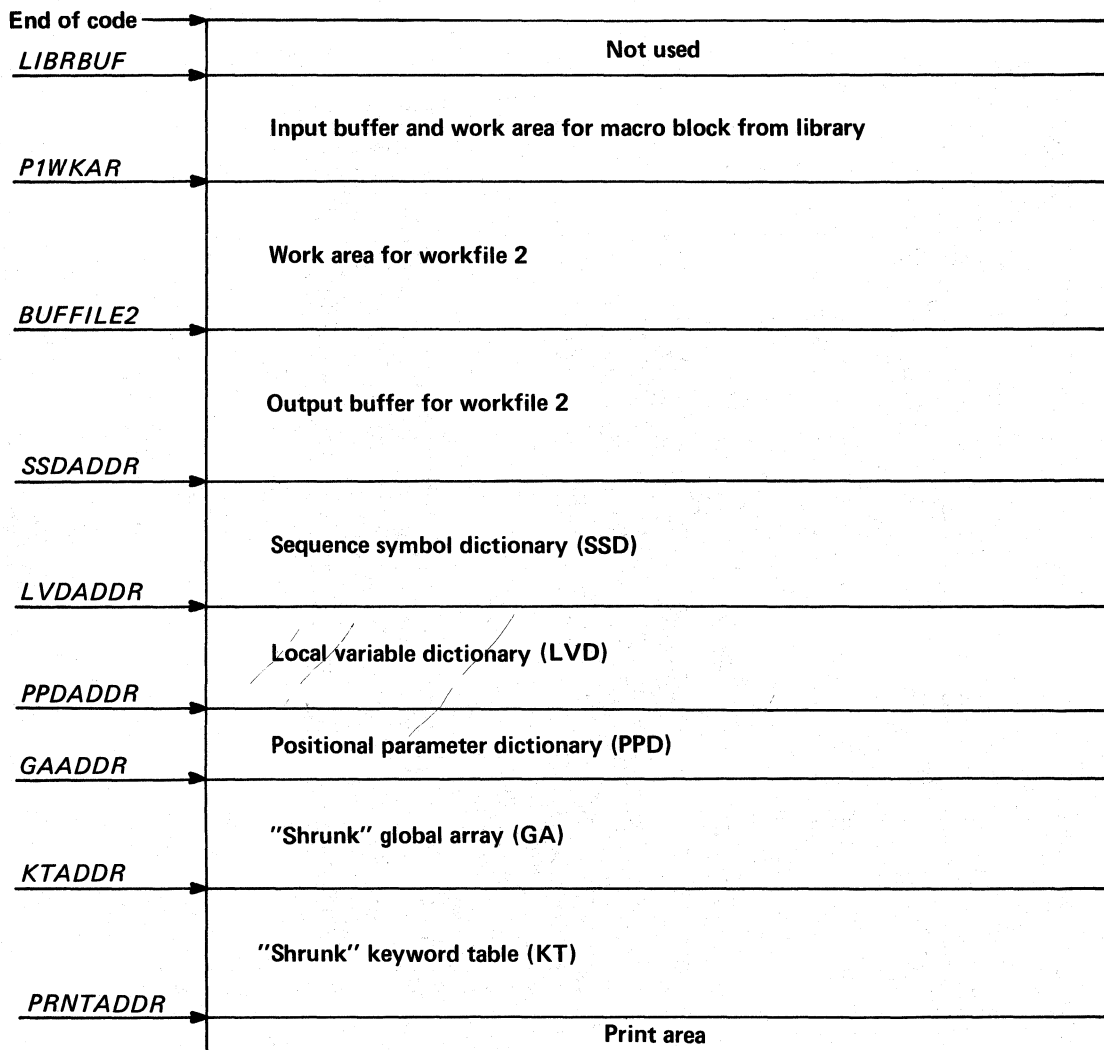 End of code
Not used
LIBRBUF
Input buffer and work area for macro block from library
P1WKAR
Work area for workfile 2
BUFFILE2
Output buffer for workfile 2
SSDADDR
Sequence symbol dictionary (SSD)
LVDADDR
Local variable dictionary (LVD)
PPDADDR
Positional parameter dictionary (PPD)
GAADDR
"Shrunk" global array (GA)
KTADDR
"Shrunk" keyword table (KT)
PRNTADDR
Print area